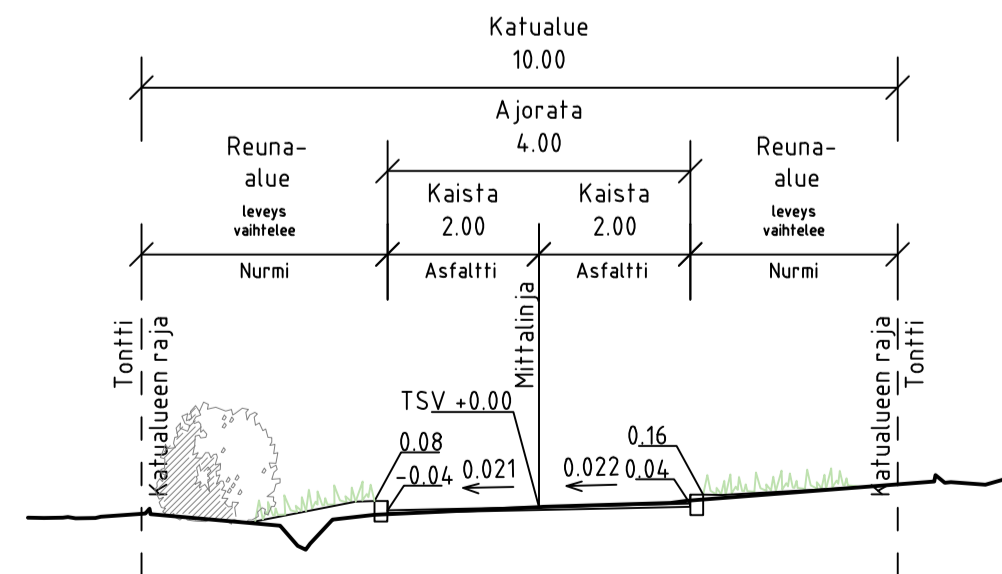 Katualue
10.00
Ajorata
4.00
Reuna-
alue
leveys
vaihtelee
Kaista
2.00
Kaista
2.00
Reuna-
alue
leveys
vaihtelee
Nurmi
Asfaltti
Asfaltti
Nurmi
Tontti
Katualueen raja
Mittalinja
Katualueen raja
Tontti
TSV +0.00
0.08
-0.04
0.021
0.16
0.022
0.04